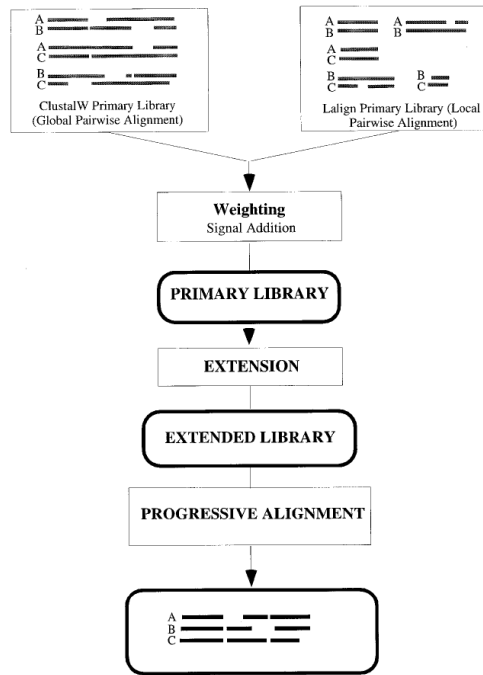 A
B
A
C
B
C
ClustalW Primary Library
(Global Pairwise Alignment)
A
B
A
B
A
C
B
C
B
C
Lalign Primary Library (Local
Pairwise Alignment)
Weighting
Signal Addition
PRIMARY LIBRARY
EXTENSION
EXTENDED LIBRARY
PROGRESSIVE ALIGNMENT
A
B
C